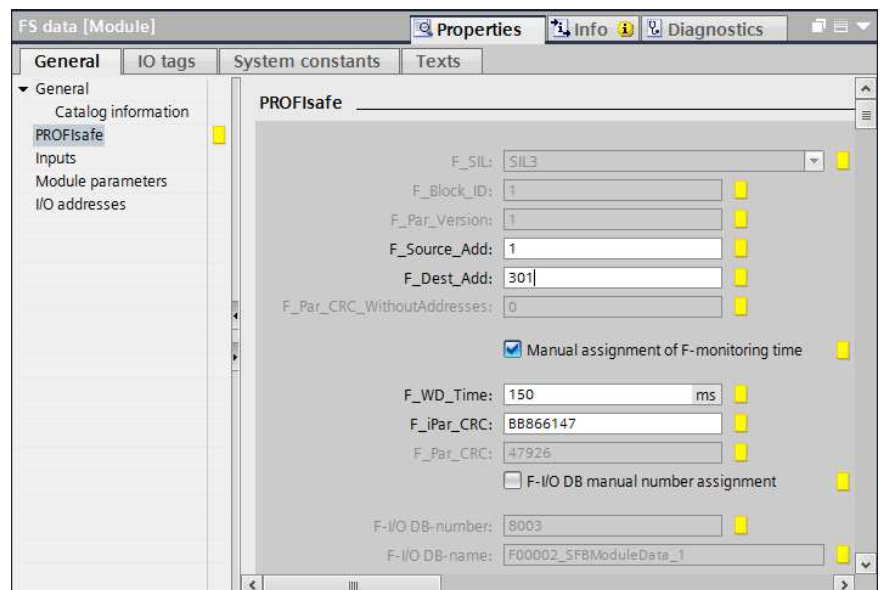 FS data [Module]
Properties
Info
Diagnostics
General
IO tags
System constants
Texts
General
Catalog information
PROFIsafe
Inputs
Module parameters
I/O addresses
PROFIsafe
F_SIL: SIL3
F_Block_ID: 1
F_Par_Version: 1
F_Source_Add: 1
F_Dest_Add: 301
F_Par_CRC_WithoutAddresses: 0
Manual assignment of F-monitoring time
F_WD_Time: 150 ms
F_iPar_CRC: BB866147
F_Par_CRC: 47926
F-I/O DB manual number assignment
F-I/O DB-number: 8003
F-I/O DB-name: F00002_SFBModuleData_1